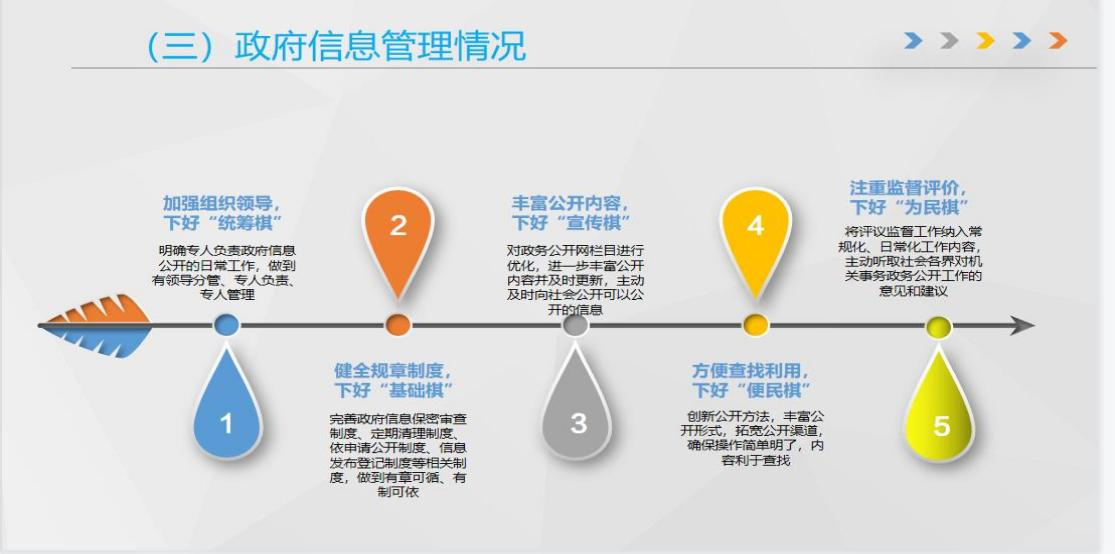 （三）政府信息管理情况
加强组织领导，
下好“统筹棋”
明确专人负责政府信息
公开的日常工作，做到
有领导分管、专人负责、
专人管理
1
2
健全规章制度，
下好“基础棋”
完善政府信息保密审查
制度、定期清理制度、
依申请公开制度、信息
发布登记制度等相关制
度，做到有章可循、有
制可依
丰富公开内容，
下好“宣传棋”
对政务公开网栏目进行
优化，进一步丰富公开
内容并及时更新，主动
及时向社会公开可以公
开的信息
3
4
方便查找利用，
下好“便民棋”
创新公开方法，丰富公
开形式，拓宽公开渠道，
确保操作简单明了，内
容利于查找
注重监督评价，
下好“为民棋”
将评议监督工作纳入常
规化、日常化工作内容，
主动听取社会各界对机
关事务政务公开工作的
意见和建议
5